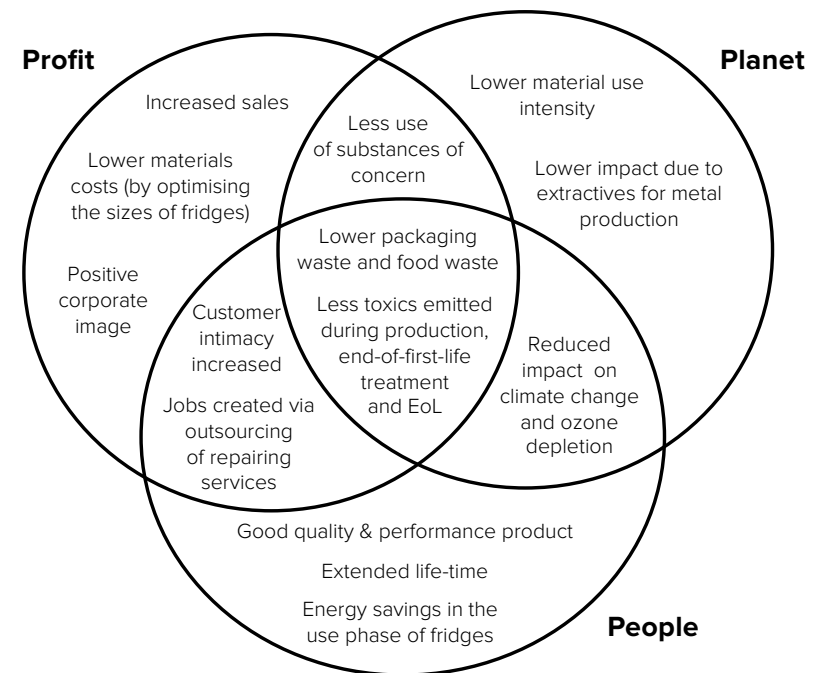 Profit
Planet
Increased sales
Lower materials
costs (by optimising
the sizes of fridges)
Positive
corporate
image
Less use
of substances of
concern
Lower material use
intensity
Lower impact due to
extractives for metal
production
Lower packaging
waste and food waste
Less toxics emitted
during production,
end-of-first-life
treatment
and EoL
Customer
intimacy
increased
Jobs created via
outsourcing
of repairing
services
Reduced
impact on
climate change
and ozone
depletion
Good quality & performance product
Extended life-time
Energy savings in the
use phase of fridges
People